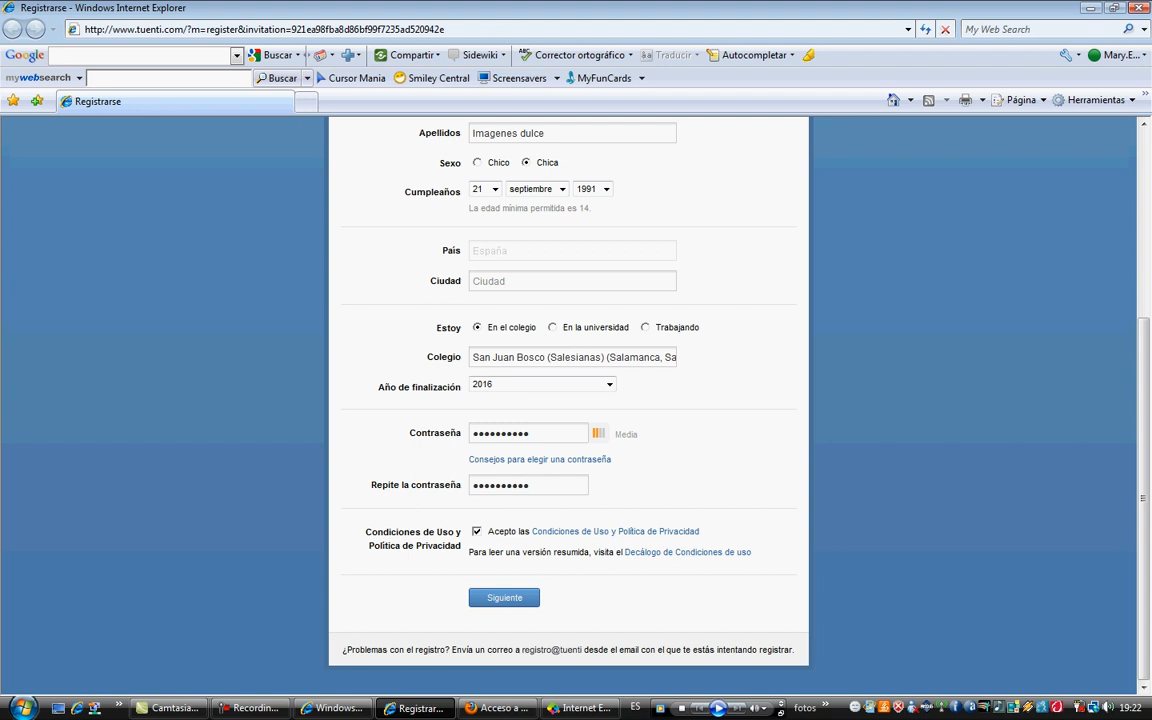 Registrarse - Windows Internet Explorer
http://www.tuenti.com/?m=register&invitation=921ea98fba8d86bf99f7235ad520942e
My Web Search
Google
Buscar
Compartir
Sidewiki
Corrector ortográfico
Traducir
Autocompletar
Mary.E...
mywebsearch
Buscar
Cursor Mania
Smiley Central
Screensavers
MyFunCards
Registrarse
Página
Herramientas
Apellidos Imagenes dulce
Sexo Chico Chica
Cumpleaños 21 septiembre 1991
La edad mínima permitida es 14.
País España
Ciudad Ciudad
Estoy En el colegio En la universidad Trabajando
Colegio San Juan Bosco (Salesianas) (Salamanca, Sa
Año de finalización 2016
Contraseña •••••••••• Media
Consejos para elegir una contraseña
Repite la contraseña ••••••••••
Condiciones de Uso y
Política de Privacidad
Acepto las Condiciones de Uso y Política de Privacidad
Para leer una versión resumida, visita el Decálogo de Condiciones de uso
Siguiente
¿Problemas con el registro? Envía un correo a registro@tuenti desde el email con el que te estás intentando registrar.
Camtasia...
Recordin...
Windows...
Registrar...
Acceso a ...
Internet E...
ES
fotos
19:22